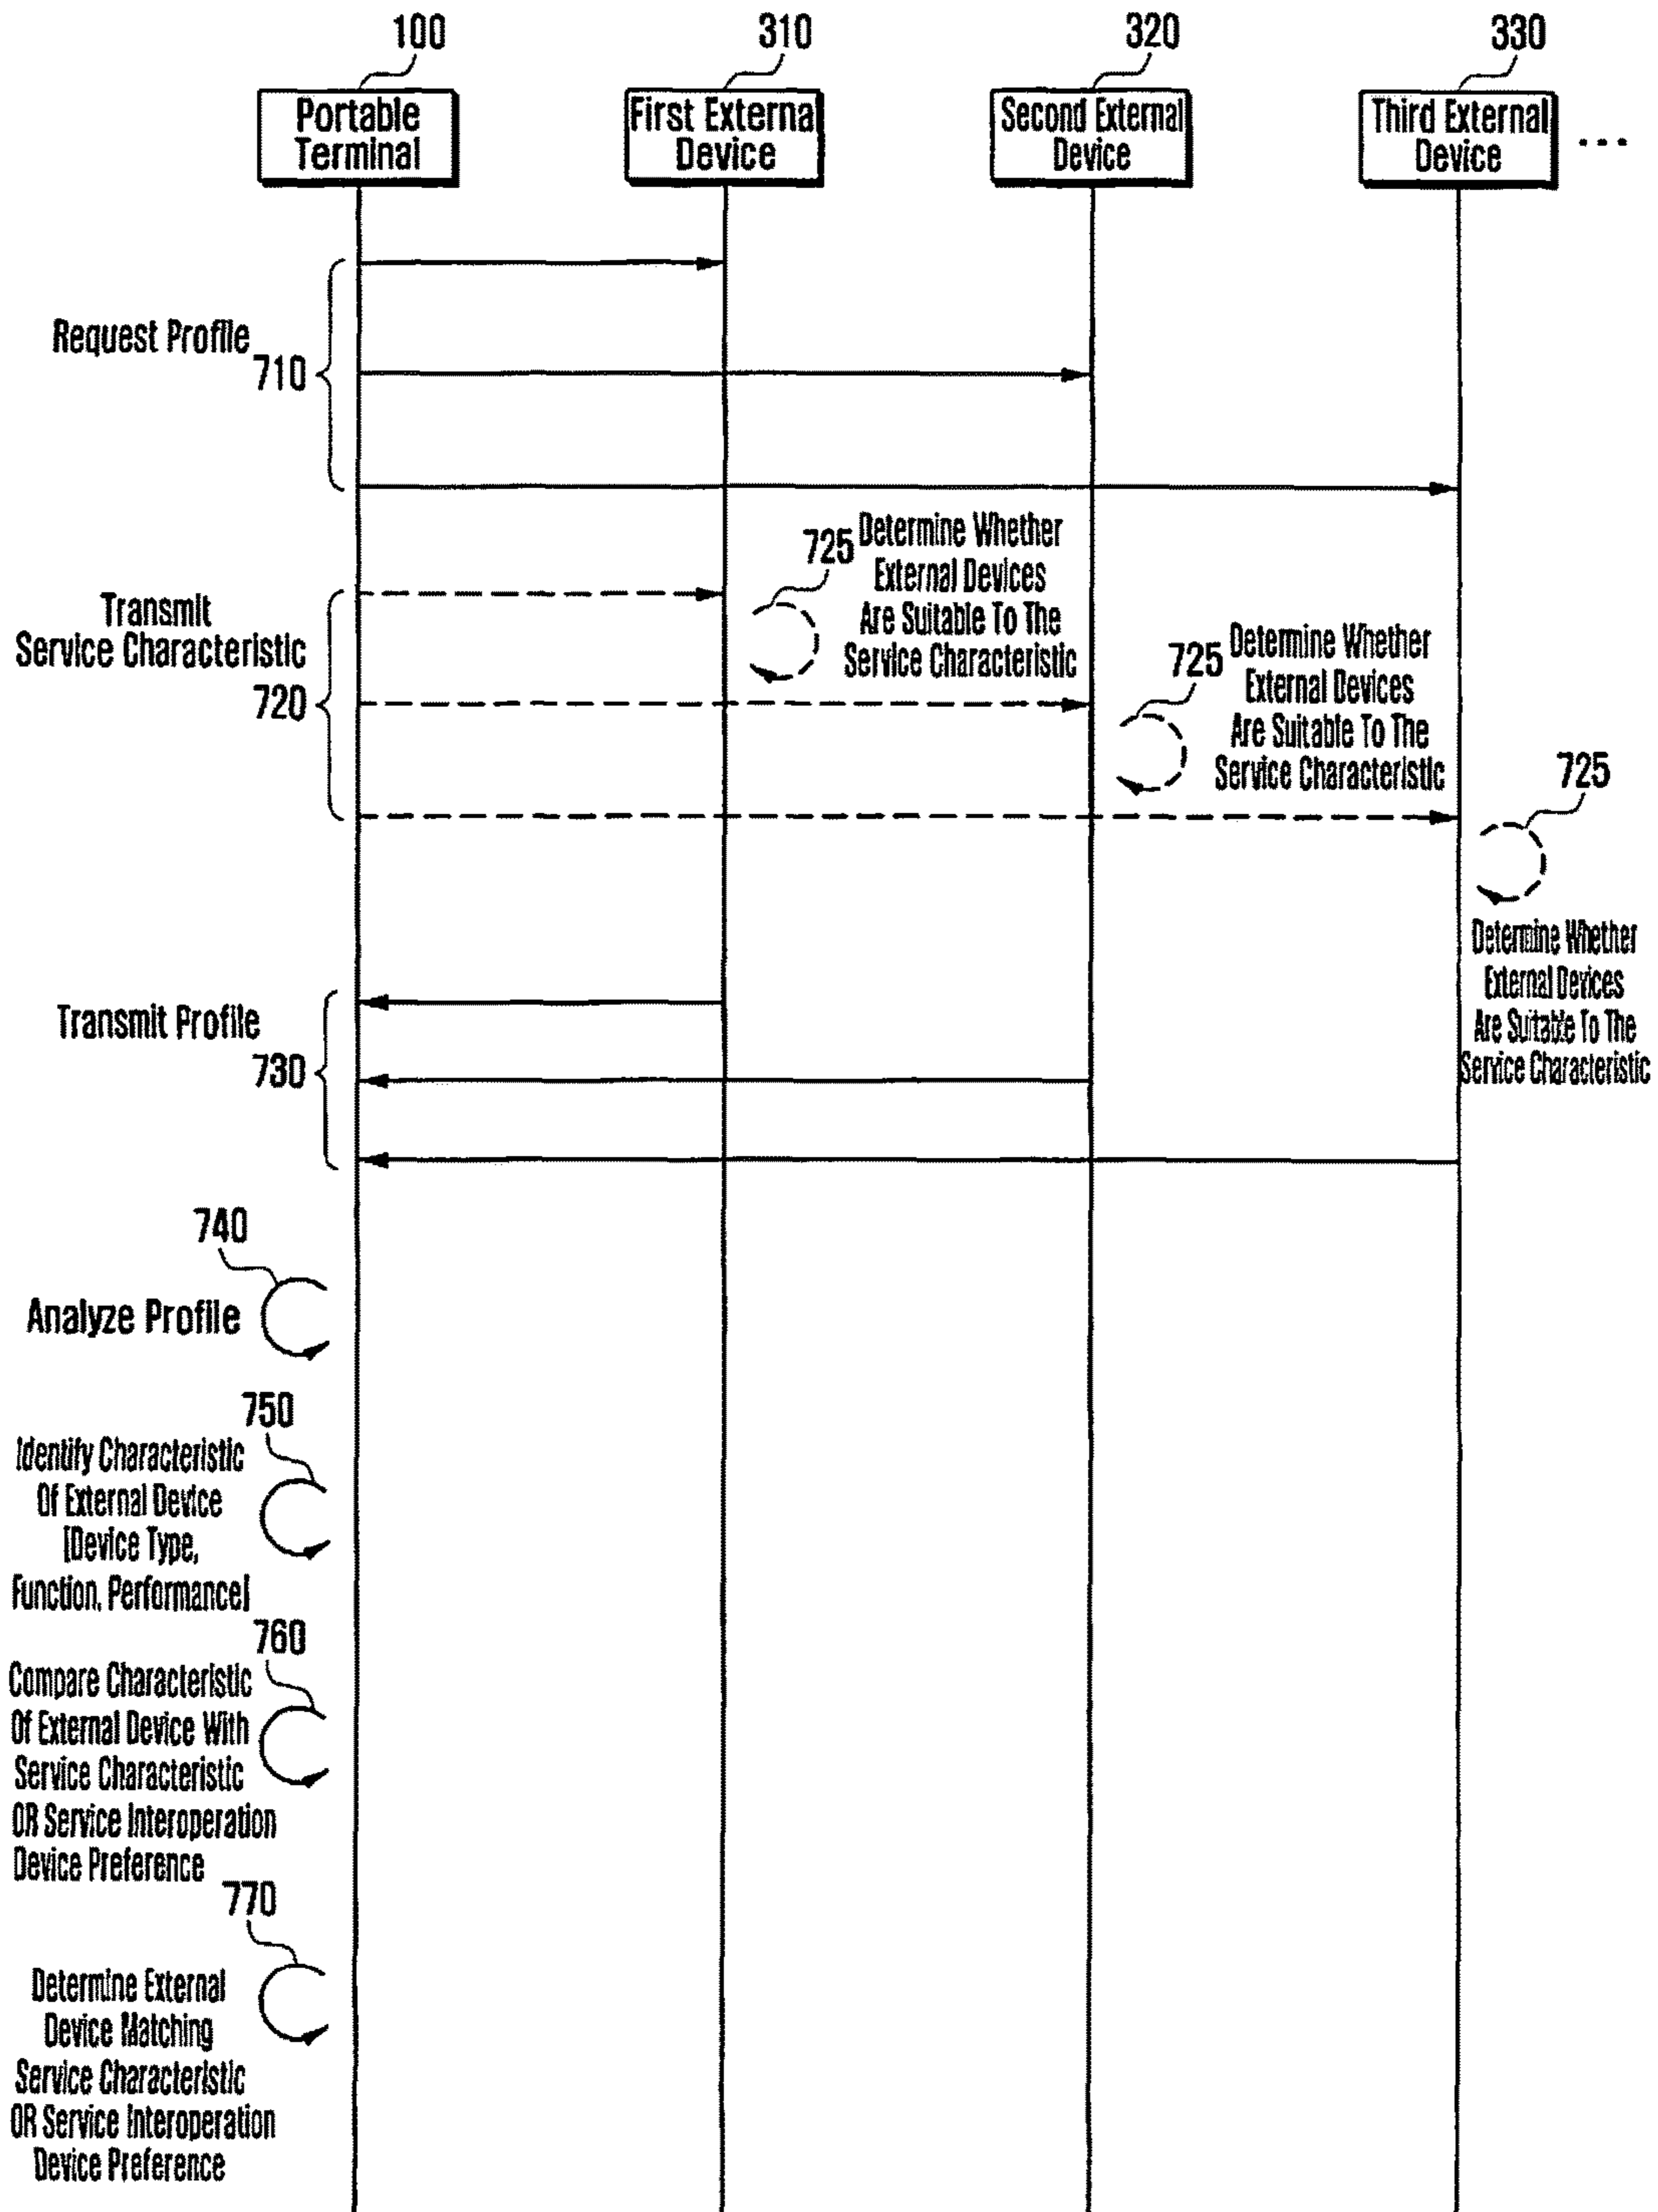 100
310
320
330
Portable
Terminal
First External
Device
Second External
Device
Third External
Device
...
Request Profile
710
725
Determine Whether
External Devices
Are Suitable To The
Service Characteristic
Transmit
Service Characteristic
720
725
Determine Whether
External Devices
Are Suitable To The
Service Characteristic
725
Determine Whether
External Devices
Are Suitable To The
Service Characteristic
Transmit Profile
730
740
Analyze Profile
750
Identify Characteristic
Of External Device
[Device Type,
Function, Performance]
760
Compare Characteristic
Of External Device With
Service Characteristic
OR Service Interoperation
Device Preference
770
Determine External
Device Matching
Service Characteristic
OR Service Interoperation
Device Preference